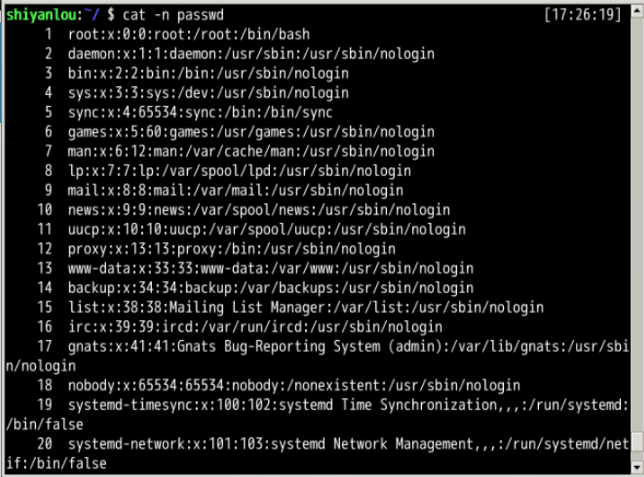 shiyanlou:~/ $ cat -n passwd [17:26:19]
1 root:x:0:0:root:/root:/bin/bash
2 daemon:x:1:1:daemon:/usr/sbin:/usr/sbin/nologin
3 bin:x:2:2:bin:/bin:/usr/sbin/nologin
4 sys:x:3:3:sys:/dev:/usr/sbin/nologin
5 sync:x:4:65534:sync:/bin:/bin/sync
6 games:x:5:60:games:/usr/games:/usr/sbin/nologin
7 man:x:6:12:man:/var/cache/man:/usr/sbin/nologin
8 lp:x:7:7:lp:/var/spool/lpd:/usr/sbin/nologin
9 mail:x:8:8:mail:/var/mail:/usr/sbin/nologin
10 news:x:9:9:news:/var/spool/news:/usr/sbin/nologin
11 uucp:x:10:10:uucp:/var/spool/uucp:/usr/sbin/nologin
12 proxy:x:13:13:proxy:/bin:/usr/sbin/nologin
13 www-data:x:33:33:www-data:/var/www:/usr/sbin/nologin
14 backup:x:34:34:backup:/var/backups:/usr/sbin/nologin
15 list:x:38:38:Mailing List Manager:/var/list:/usr/sbin/nologin
16 irc:x:39:39:ircd:/var/run/ircd:/usr/sbin/nologin
17 gnats:x:41:41:Gnats Bug-Reporting System (admin):/var/lib/gnats:/usr/sbi
n/nologin
18 nobody:x:65534:65534:nobody:/nonexistent:/usr/sbin/nologin
19 systemd-timesync:x:100:102:systemd Time Synchronization,,,:/run/systemd:
/bin/false
20 systemd-network:x:101:103:systemd Network Management,,,:/run/systemd/net
if:/bin/false